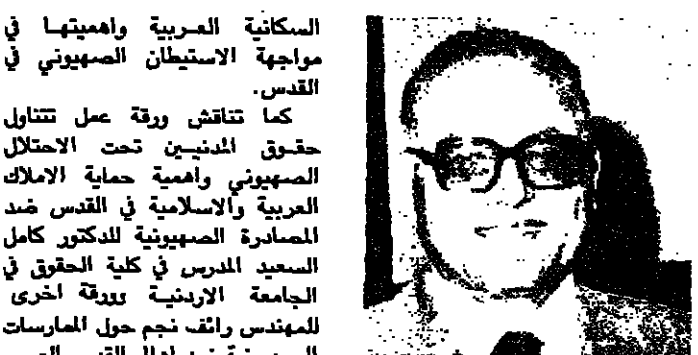 السكانية العربية واهميتها في
مواجهة الاستيطان الصهيوني في
القدس.
كما تناقش ورقة عمل تتناول
حقوق المدنيين تحت الاحتلال
الصهيوني واهمية حماية الاملاك
العربية والاسلامية في القدس ضد
المصادرة الصهيونية للدكتور كامل
السعيد المدرس في كلية الحقوق في
الجامعة الاردنية وورقة اخرى
للمهندس رائف نجم حول الممارسات